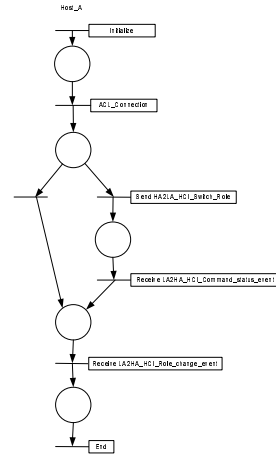 Host_A
Initialize
ACL_Connection
Send HA2LA_HCI_Switch_Role
Receive LA2HA_HCI_Command_status_event
Receive LA2HA_HCI_Role_change_event
End